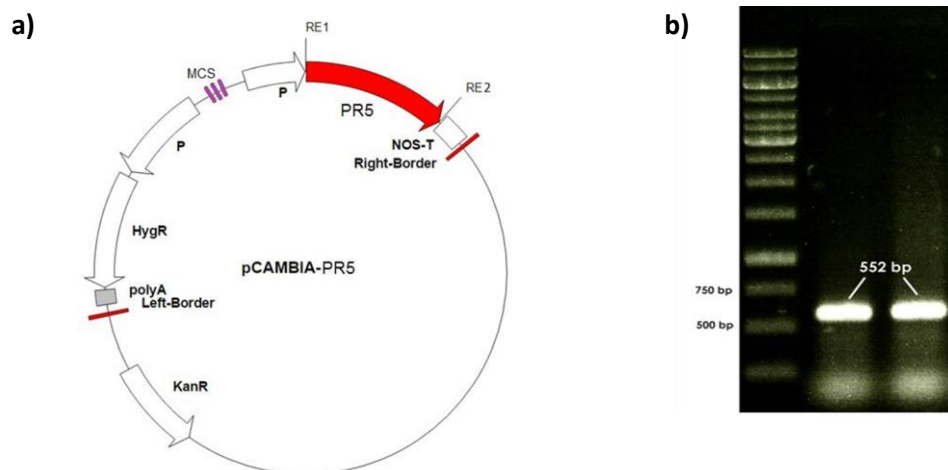 a)
RE1
MCS
P
PR5
RE2
P
NOS-T
Right-Border
HygR
pCAMBIA-PR5
polyA
Left-Border
KanR
b)
552 bp
750 bp
500 bp